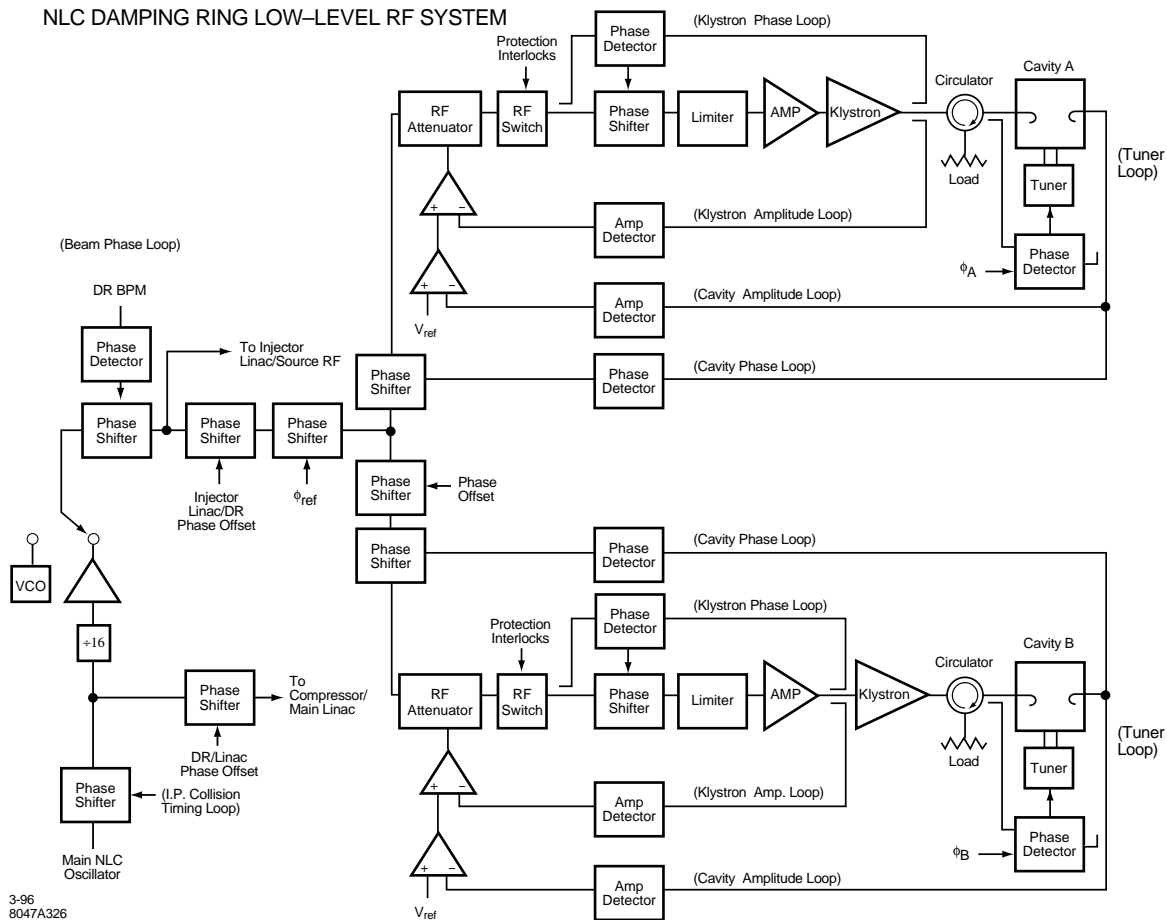 NLC DAMPING RING LOW–LEVEL RF SYSTEM
Protection
Interlocks
Phase
Detector
(Klystron Phase Loop)
Circulator
Cavity A
RF
Attenuator
RF
Switch
Phase
Shifter
Limiter
AMP
Klystron
Load
Tuner
(Tuner
Loop)
+
–
Amp
Detector
(Klystron Amplitude Loop)
Phase
Detector
ϕA
+
–
Vref
Amp
Detector
(Cavity Amplitude Loop)
Phase
Shifter
Phase
Detector
(Cavity Phase Loop)
(Beam Phase Loop)
DR BPM
Phase
Detector
To Injector
Linac/Source RF
Phase
Shifter
Phase
Shifter
Phase
Shifter
Injector
Linac/DR
Phase Offset
ϕref
Phase
Shifter
Phase
Offset
Phase
Shifter
Phase
Detector
(Cavity Phase Loop)
VCO
÷16
Phase
Shifter
To
Compressor/
Main Linac
DR/Linac
Phase Offset
Phase
Shifter
(I.P. Collision
Timing Loop)
Main NLC
Oscillator
Protection
Interlocks
Phase
Detector
(Klystron Phase Loop)
Circulator
Cavity B
RF
Attenuator
RF
Switch
Phase
Shifter
Limiter
AMP
Klystron
Load
Tuner
(Tuner
Loop)
+
–
Amp
Detector
(Klystron Amp. Loop)
Phase
Detector
ϕB
+
–
Vref
Amp
Detector
(Cavity Amplitude Loop)
3-96
8047A326